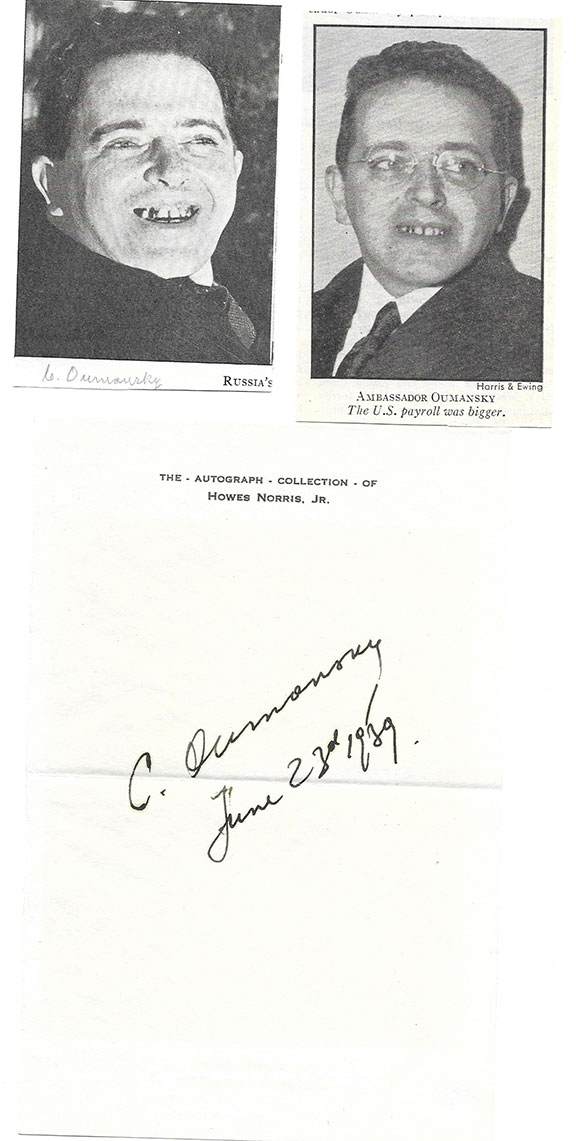 C. Oumansky
RUSSIA'S
Harris & Ewing
AMBASSADOR OUMANSKY
The U.S. payroll was bigger.
THE - AUTOGRAPH - COLLECTION - OF
HOWES NORRIS, JR.
C. Oumansky
June 23rd 1939.